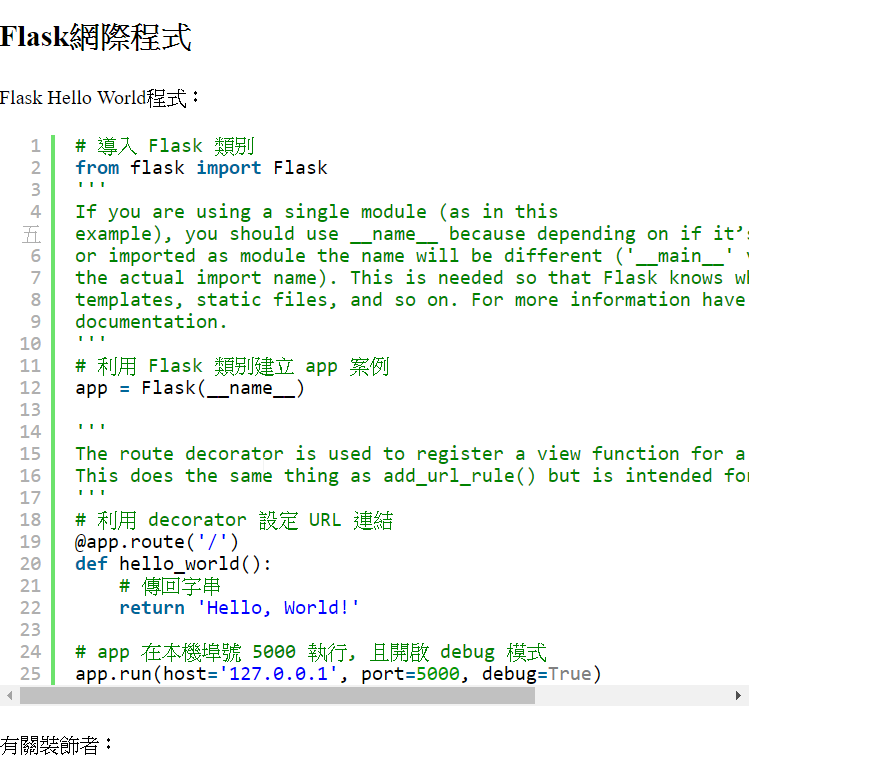 Flask網際程式
Flask Hello World程式：
1 # 導入 Flask 類別
2 from flask import Flask
3 '''
4 If you are using a single module (as in this
五 example), you should use __name__ because depending on if it’s
6 or imported as module the name will be different ('__main__'
7 the actual import name). This is needed so that Flask knows
8 templates, static files, and so on. For more information have
9 documentation.
10 '''
11 # 利用 Flask 類別建立 app 案例
12 app = Flask(__name__)
13
14 '''
15 The route decorator is used to register a view function for a
16 This does the same thing as add_url_rule() but is intended for
17 '''
18 # 利用 decorator 設定 URL 連結
19 @app.route('/')
20 def hello_world():
21 # 傳回字串
22 return 'Hello, World!'
23
24 # app 在本機埠號 5000 執行, 且開啟 debug 模式
25 app.run(host='127.0.0.1', port=5000, debug=True)
有關裝飾者：